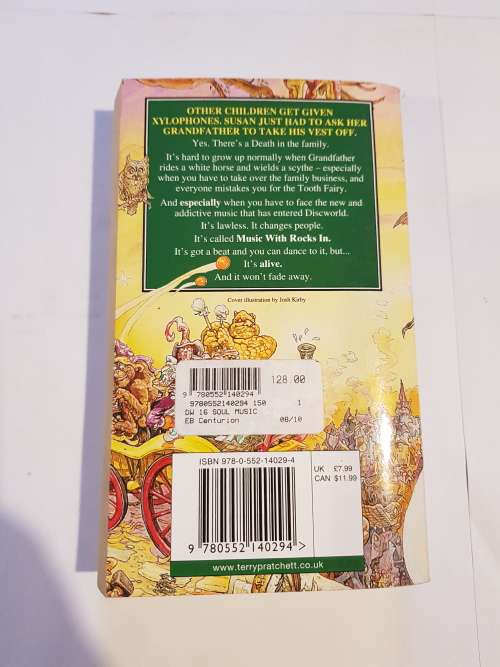 OTHER CHILDREN GET GIVEN
XYLOPHONES. SUSAN JUST HAD TO ASK HER
GRANDFATHER TO TAKE HIS VEST OFF.
Yes. There's a Death in the family.
It's hard to grow up normally when Grandfather
rides a white horse and wields a scythe – especially
when you have to take over the family business, and
everyone mistakes you for the Tooth Fairy.
And especially when you have to face the new and
addictive music that has entered Discworld.
It's lawless. It changes people.
It's called Music With Rocks In.
It's got a beat and you can dance to it, but...
It's alive.
And it won't fade away.
Cover illustration by Josh Kirby
128.00
9 780552 140294
9780552140294 150 1
DW 16 SOUL MUSIC
EB Centurion 08/10
ISBN 978-0-552-14029-4
UK £7.99
CAN $11.99
9 780552 140294 >
www.terrypratchett.co.uk